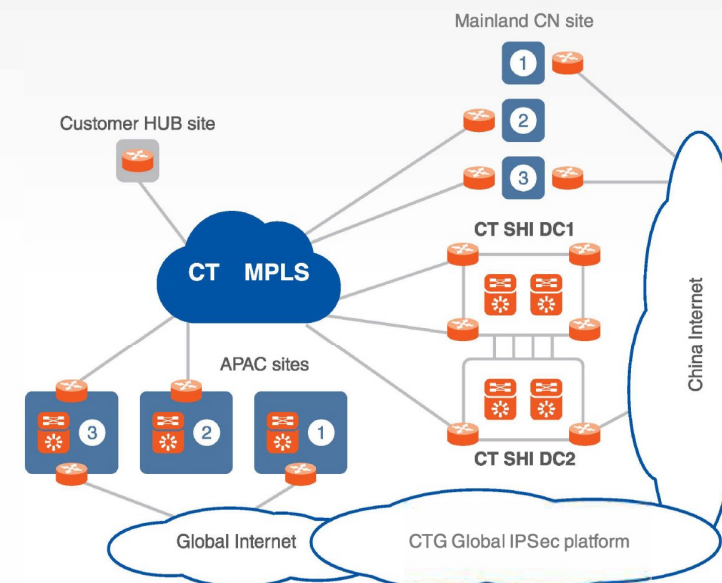 Mainland CN site
1
2
3
Customer HUB site
CT MPLS
CT SHI DC1
China Internet
APAC sites
3
2
1
CT SHI DC2
Global Internet
CTG Global IPSec platform